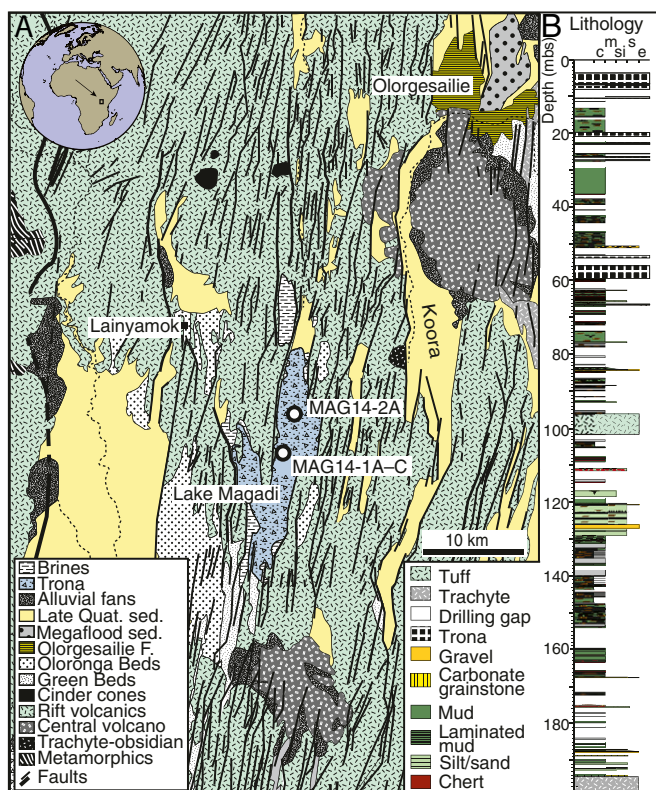 A
Olorgesailie
Koora
Lainyamok
MAG14-2A
MAG14-1A–C
Lake Magadi
10 km
Brines
Trona
Alluvial fans
Late Quat. sed.
Megaflood sed.
Olorgesailie F.
Oloronga Beds
Green Beds
Cinder cones
Rift volcanics
Central volcano
Trachyte-obsidian
Metamorphics
Faults
Tuff
Trachyte
Drilling gap
Trona
Gravel
Carbonate
grainstone
Mud
Laminated
mud
Silt/sand
Chert
B Lithology
c m si s e
Depth (mbs)
0
20
40
60
80
100
120
140
160
180